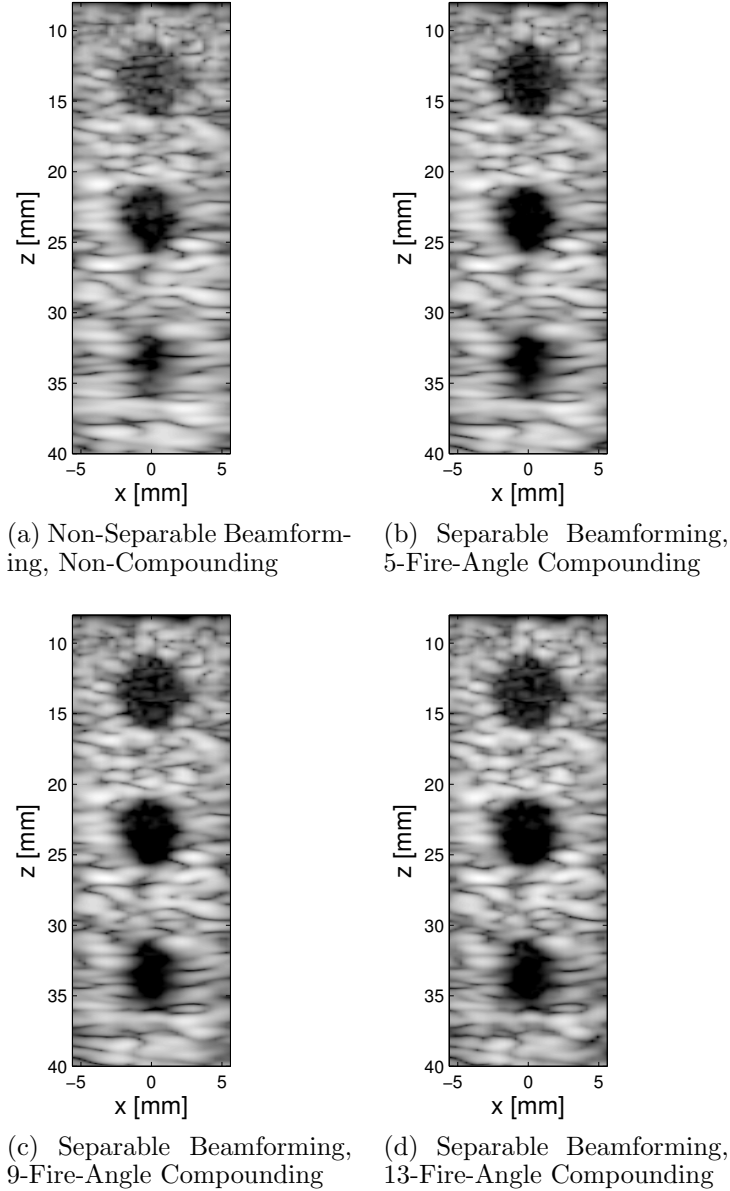 10
15
20
25
30
35
40
z [mm]
−5 0 5
x [mm]
(a) Non-Separable Beamform-
ing, Non-Compounding
10
15
20
25
30
35
40
z [mm]
−5 0 5
x [mm]
(b) Separable Beamforming,
5-Fire-Angle Compounding
10
15
20
25
30
35
40
z [mm]
−5 0 5
x [mm]
(c) Separable Beamforming,
9-Fire-Angle Compounding
10
15
20
25
30
35
40
z [mm]
−5 0 5
x [mm]
(d) Separable Beamforming,
13-Fire-Angle Compounding